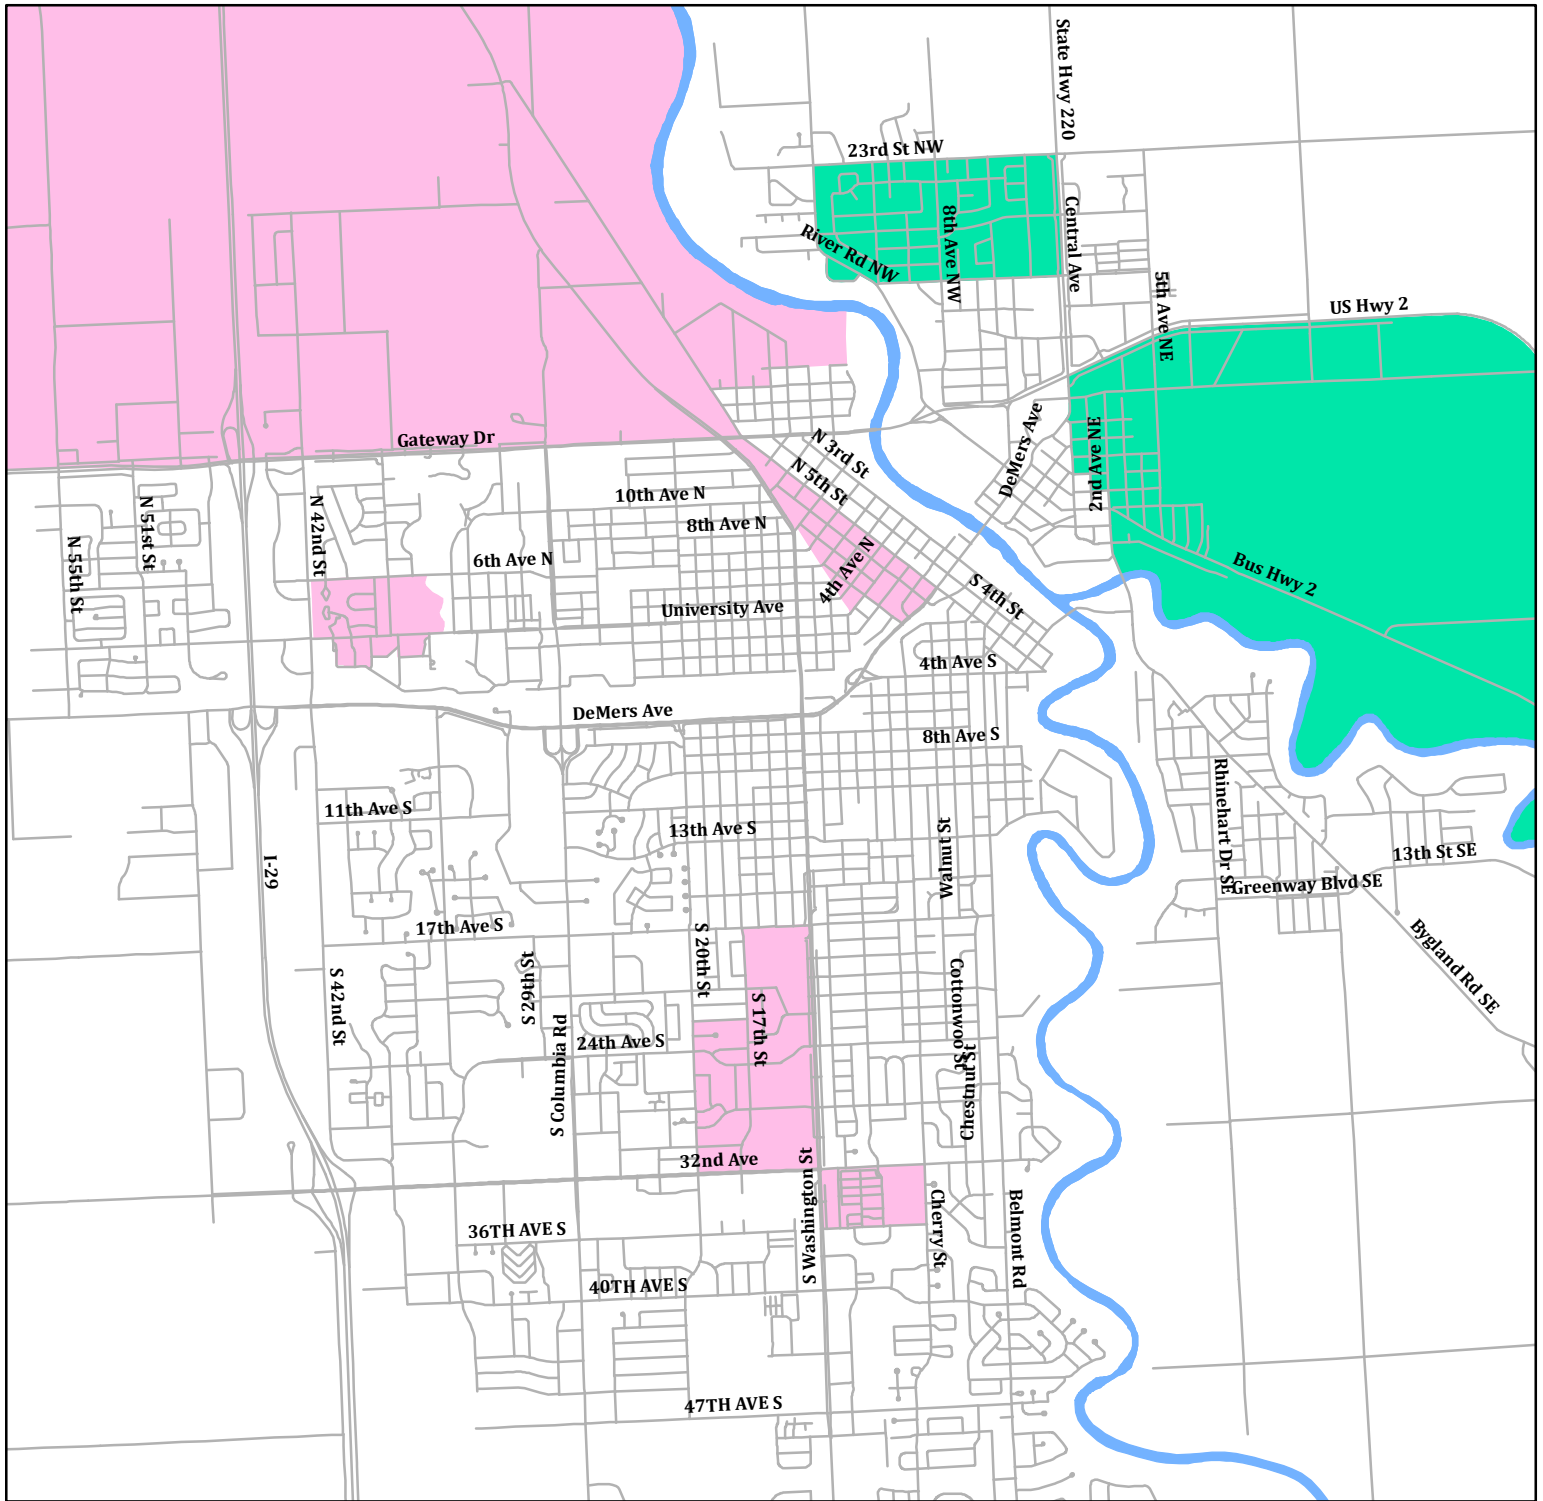 State Hwy 220
23rd St NW
8th Ave NW
Central Ave
River Rd NW
5th Ave NE
US Hwy 2
Gateway Dr
N 3rd St
DeMers Ave
2nd Ave NE
N 5th St
10th Ave N
8th Ave N
N 42nd St
N 51st St
N 55th St
6th Ave N
4th Ave N
Bus Hwy 2
S 4th St
University Ave
4th Ave S
DeMers Ave
8th Ave S
Rhinehart Dr SE
11th Ave S
13th Ave S
Walnut St
I-29
13th St SE
Greenway Blvd SE
17th Ave S
Bygland Rd SE
S 20th St
S 29th St
S 42nd St
Cottonwood St
S 17th St
S Columbia Rd
24th Ave S
Chestnut St
32nd Ave
S Washington St
Cherry St
Belmont Rd
36TH AVE S
40TH AVE S
47TH AVE S